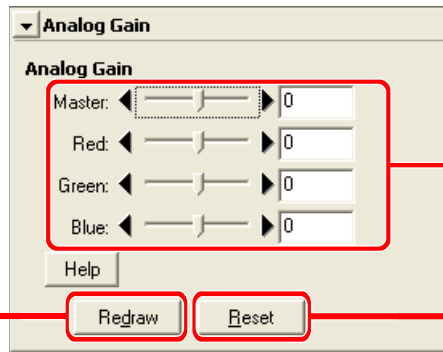 Analog Gain
Analog Gain
Master: 0
Red: 0
Green: 0
Blue: 0
Help
Redraw Reset